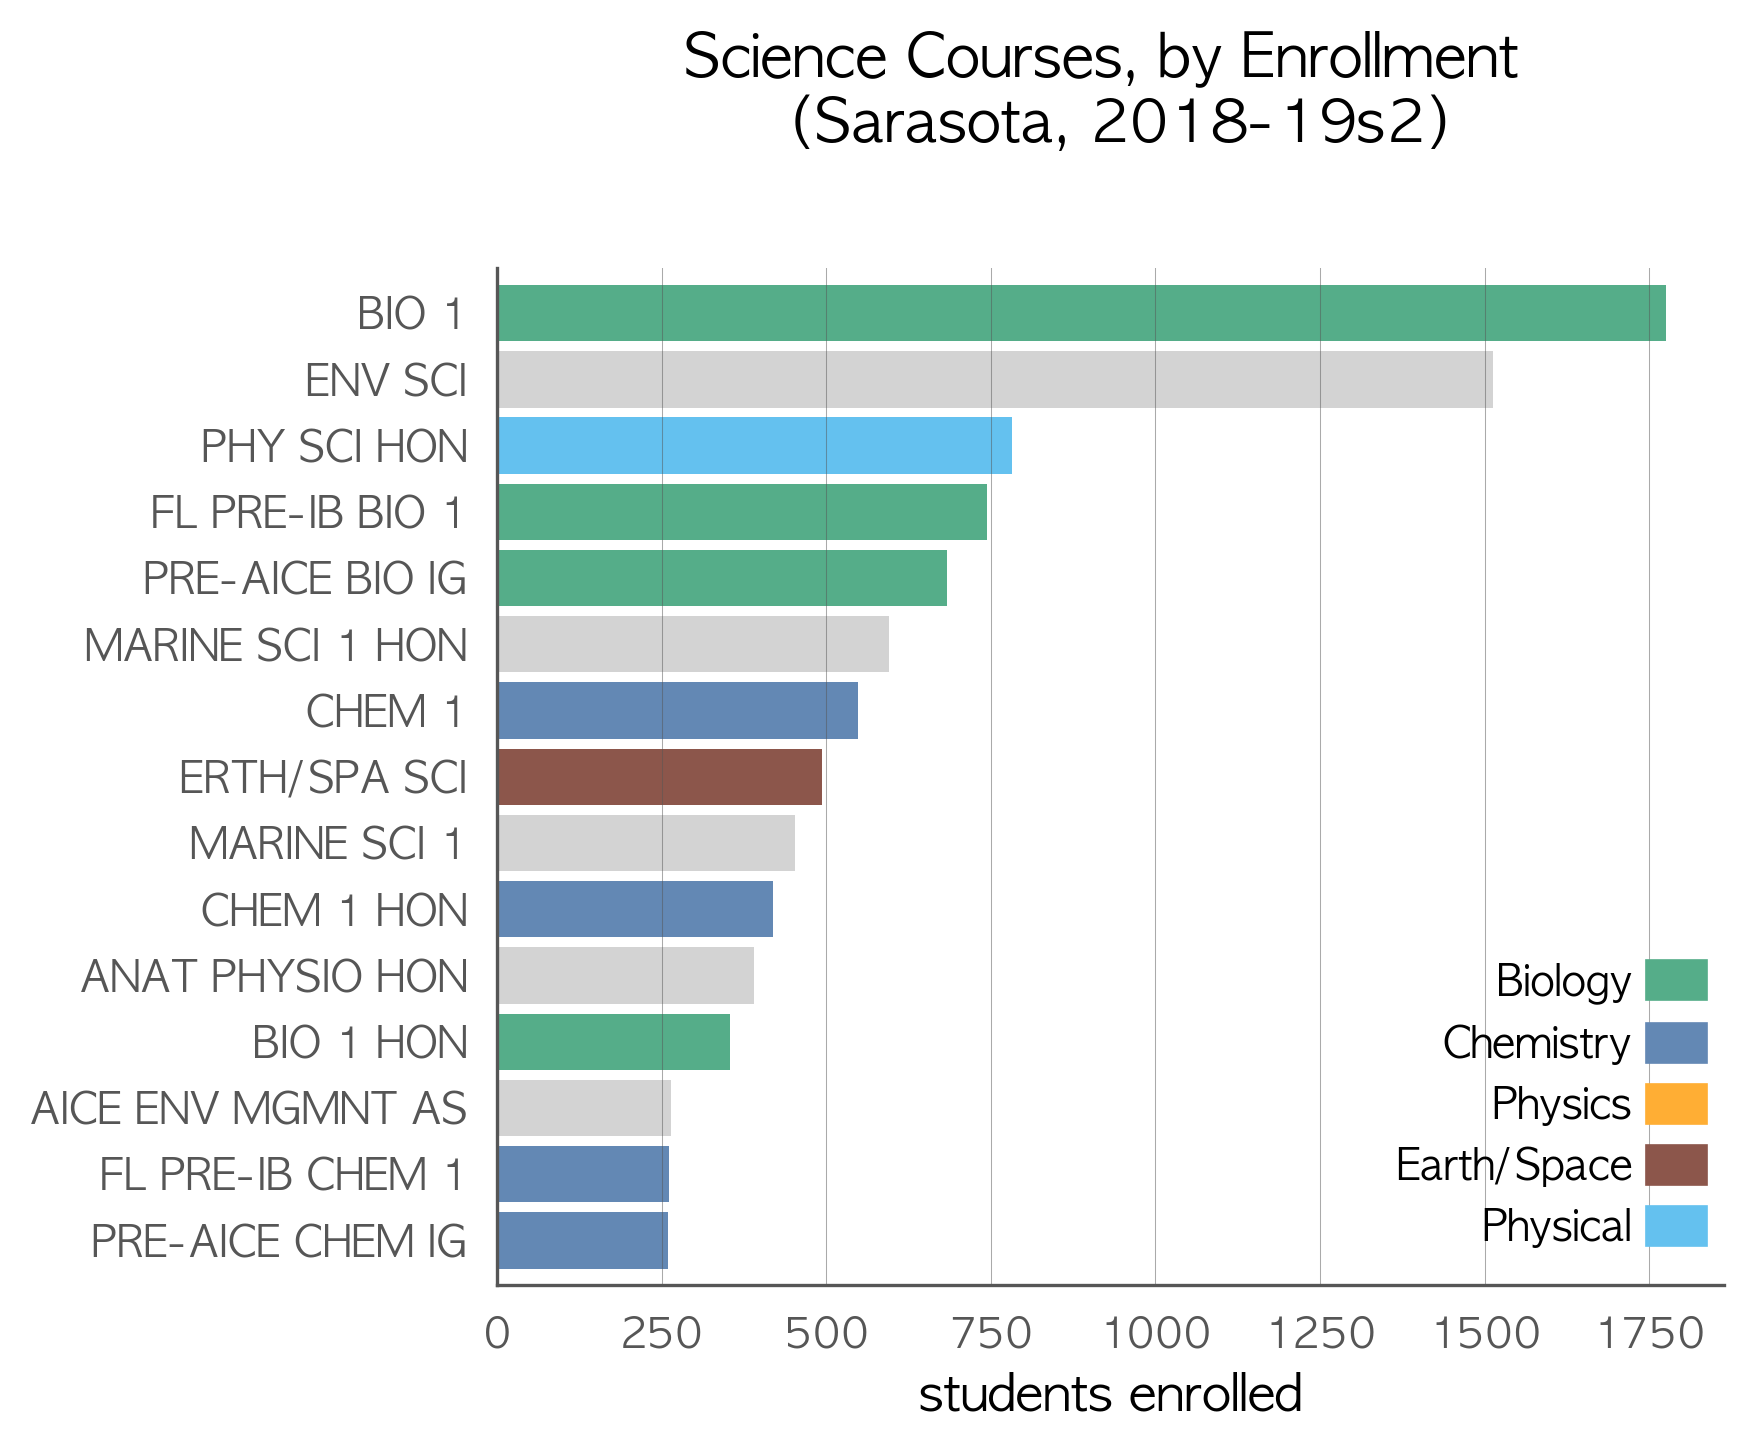 Science Courses, by Enrollment
(Sarasota, 2018-19s2)
BIO 1
ENV SCI
PHY SCI HON
FL PRE-IB BIO 1
PRE-AICE BIO IG
MARINE SCI 1 HON
CHEM 1
ERTH/SPA SCI
MARINE SCI 1
CHEM 1 HON
ANAT PHYSIO HON
BIO 1 HON
AICE ENV MGMNT AS
FL PRE-IB CHEM 1
PRE-AICE CHEM IG
Biology
Chemistry
Physics
Earth/Space
Physical
0 250 500 750 1000 1250 1500 1750
students enrolled